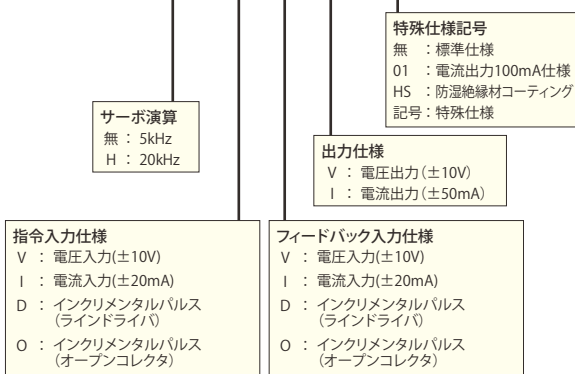 特殊仕様記号
無 ：標準仕様
01 ：電流出力100mA仕様
HS ：防湿絶縁材コーティング
記号：特殊仕様
サーボ演算
無 ： 5kHz
H ： 20kHz
出力仕様
V ： 電圧出力（±10V）
I ： 電流出力（±50mA）
指令入力仕様
V ： 電圧入力(±10V)
I ： 電流入力(±20mA)
D ： インクリメンタルパルス
（ラインドライバ）
O ： インクリメンタルパルス
（オープンコレクタ）
フィードバック入力仕様
V ： 電圧入力(±10V)
I ： 電流入力(±20mA)
D ： インクリメンタルパルス
（ラインドライバ）
O ： インクリメンタルパルス
（オープンコレクタ）